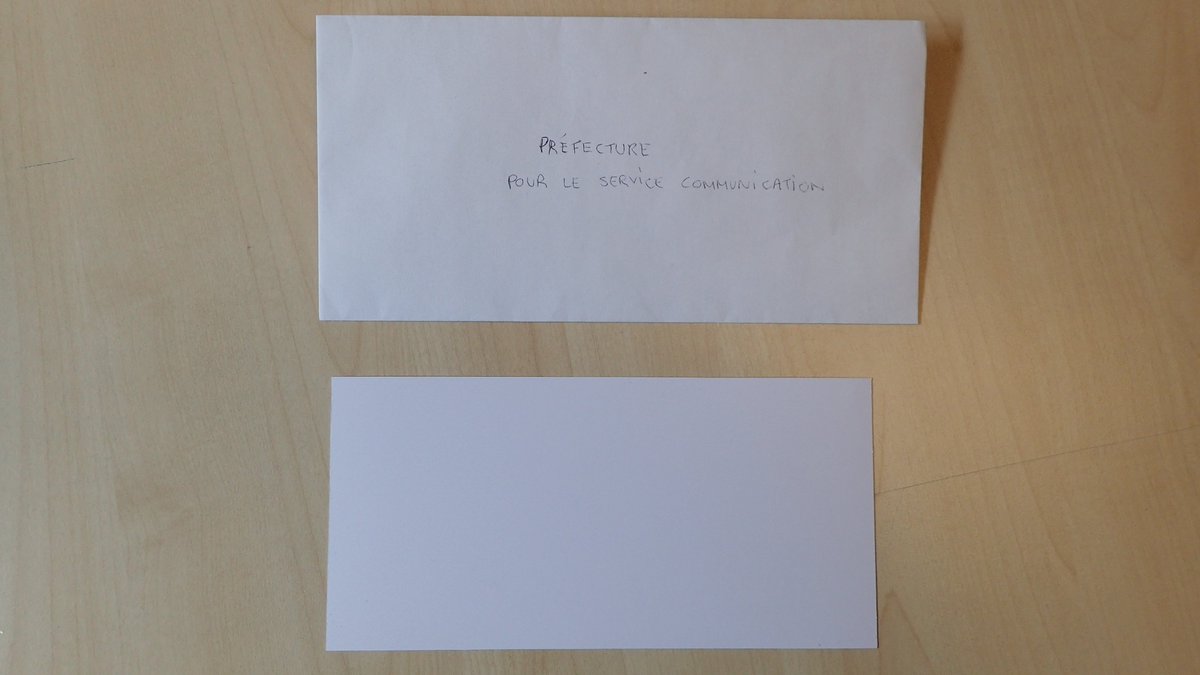 PRÉFECTURE
POUR LE SERVICE COMMUNICATION